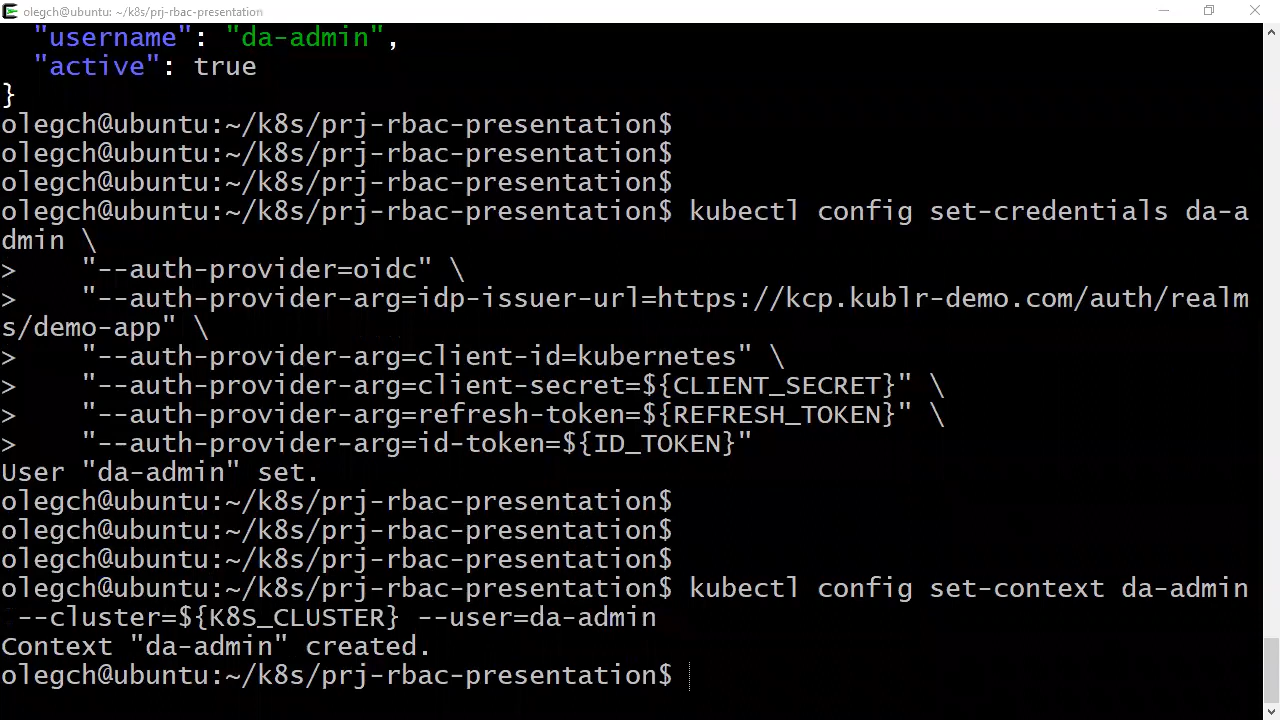 olegch@ubuntu: ~/k8s/prj-rbac-presentation
"username": "da-admin",
"active": true
}
olegch@ubuntu:~/k8s/prj-rbac-presentation$
olegch@ubuntu:~/k8s/prj-rbac-presentation$
olegch@ubuntu:~/k8s/prj-rbac-presentation$
olegch@ubuntu:~/k8s/prj-rbac-presentation$ kubectl config set-credentials da-a
dmin \
>    "--auth-provider=oidc" \
>    "--auth-provider-arg=idp-issuer-url=https://kcp.kublr-demo.com/auth/realm
s/demo-app" \
>    "--auth-provider-arg=client-id=kubernetes" \
>    "--auth-provider-arg=client-secret=${CLIENT_SECRET}" \
>    "--auth-provider-arg=refresh-token=${REFRESH_TOKEN}" \
>    "--auth-provider-arg=id-token=${ID_TOKEN}"
User "da-admin" set.
olegch@ubuntu:~/k8s/prj-rbac-presentation$
olegch@ubuntu:~/k8s/prj-rbac-presentation$
olegch@ubuntu:~/k8s/prj-rbac-presentation$
olegch@ubuntu:~/k8s/prj-rbac-presentation$ kubectl config set-context da-admin
--cluster=${K8S_CLUSTER} --user=da-admin
Context "da-admin" created.
olegch@ubuntu:~/k8s/prj-rbac-presentation$